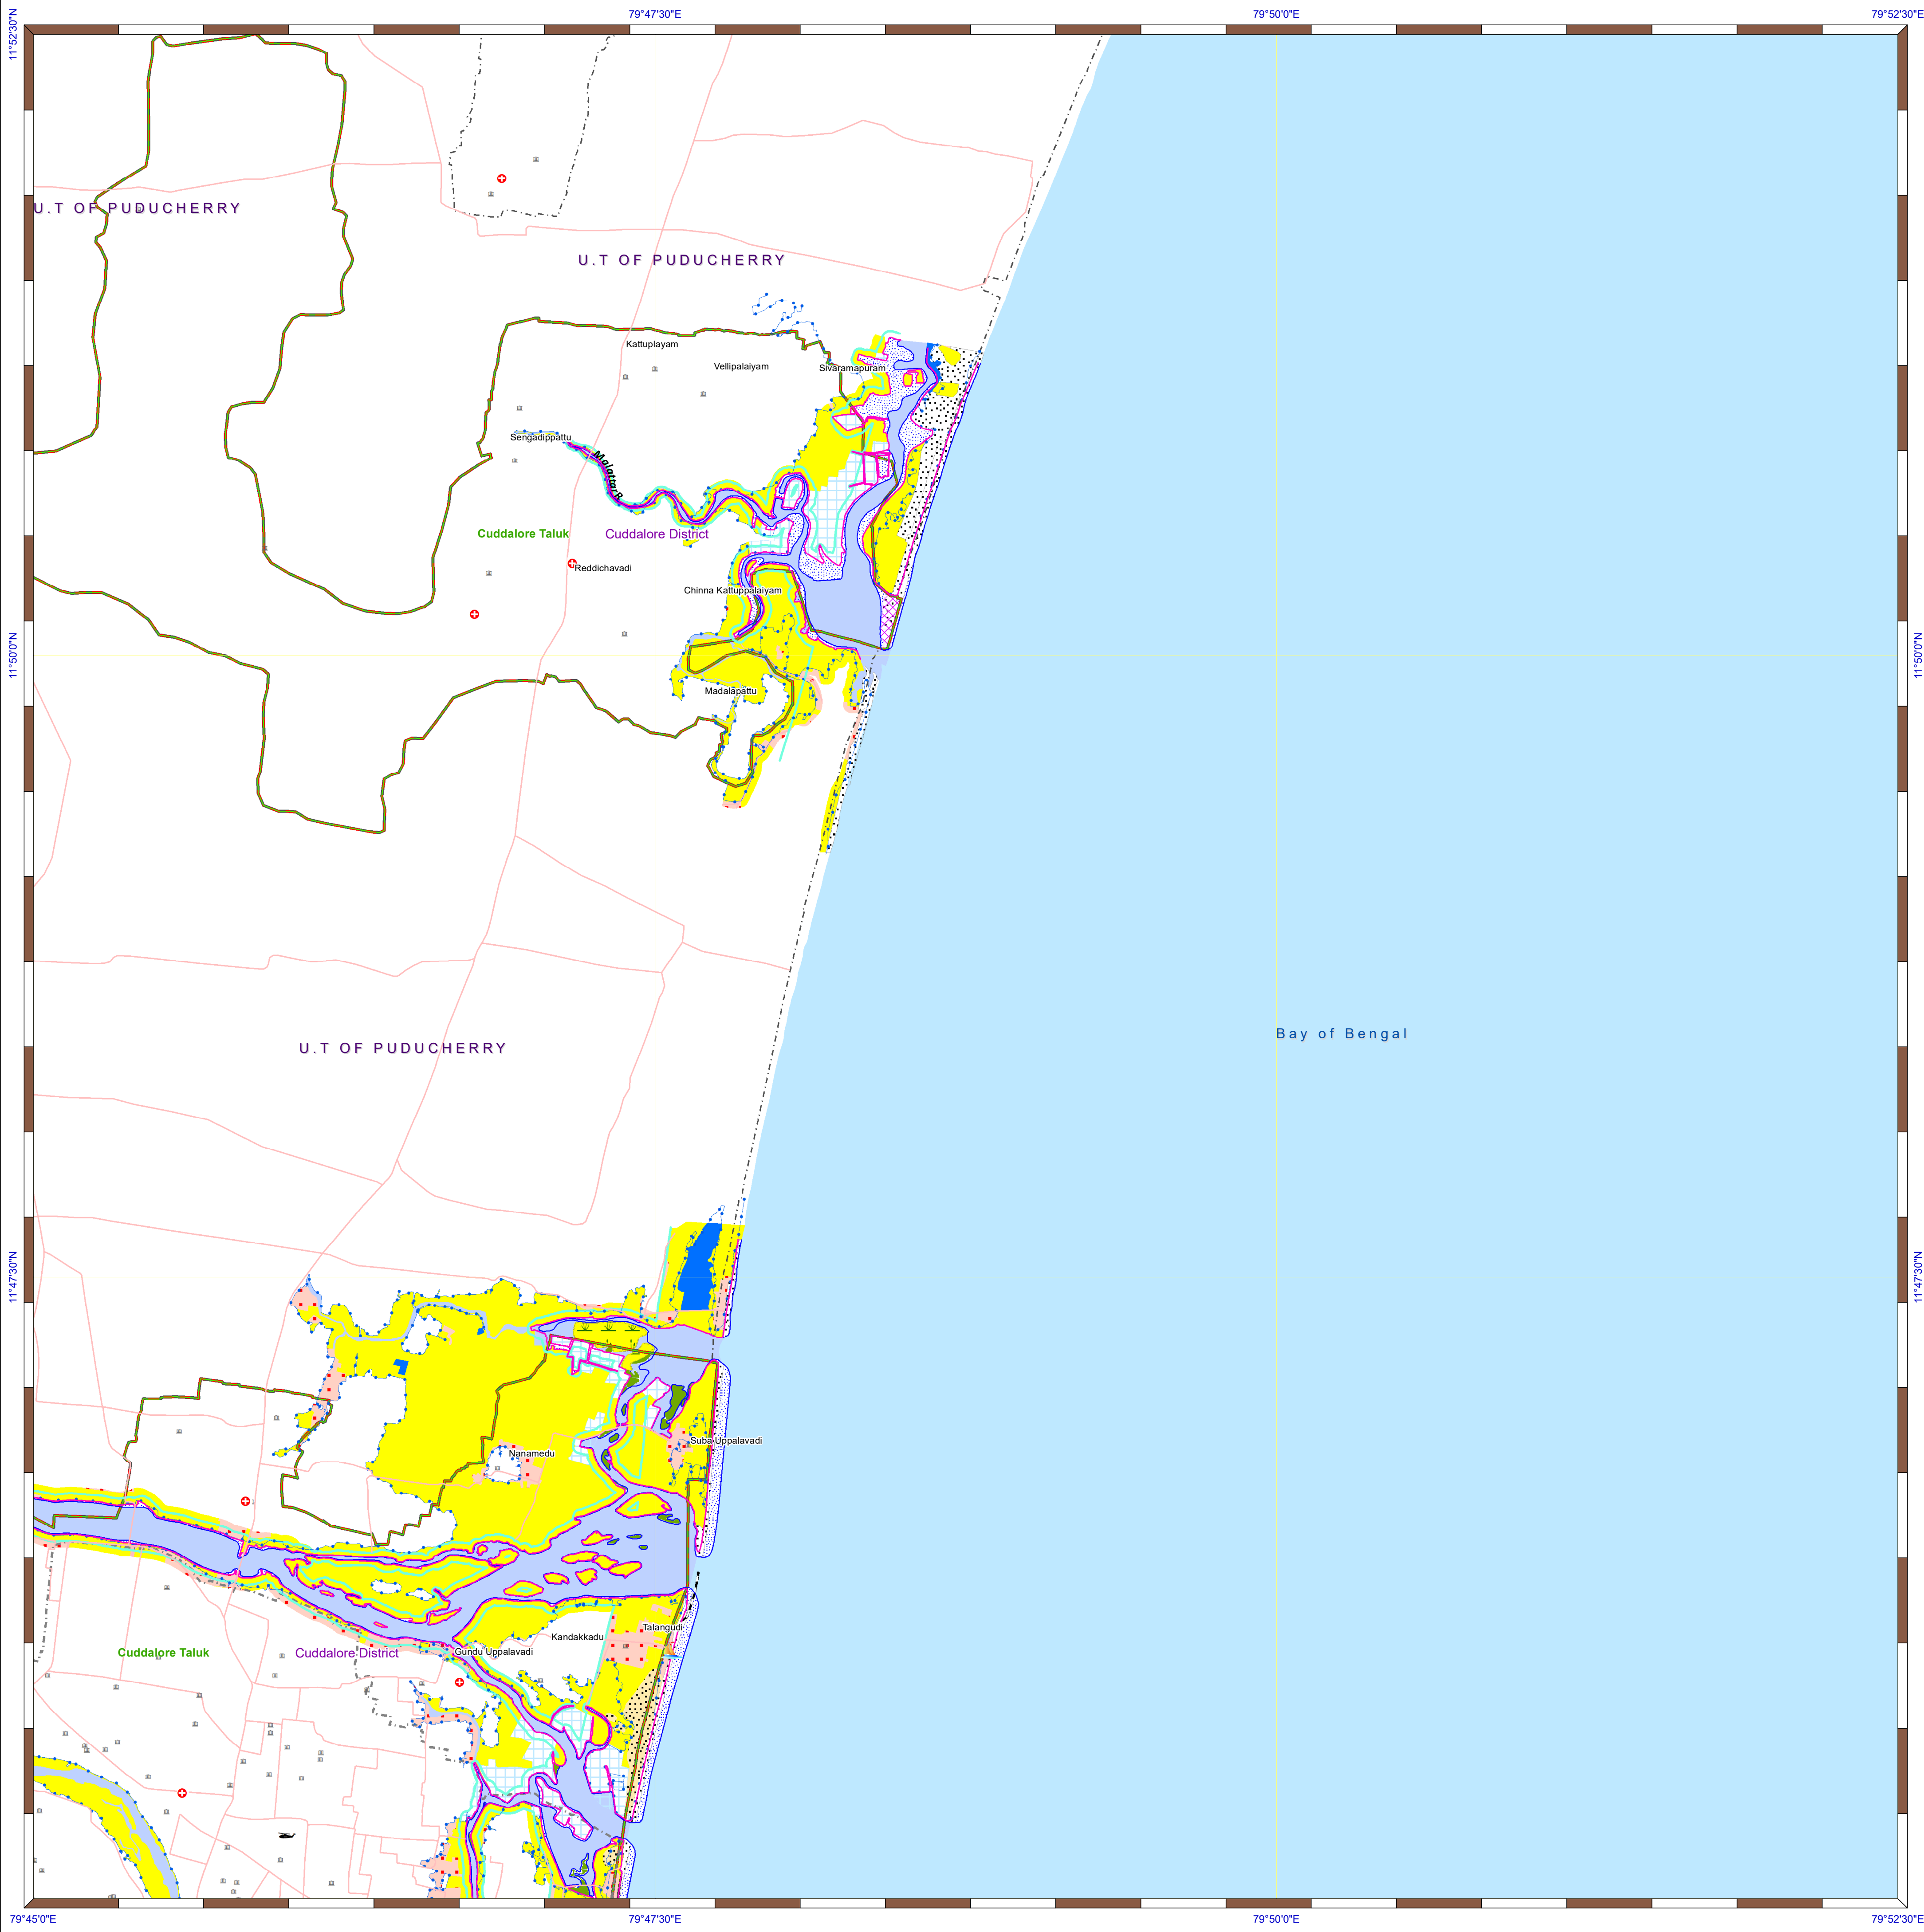 79°47'30"E
79°50'0"E
79°52'30"E
11°52'30"N
U.T OF PUDUCHERRY
U.T OF PUDUCHERRY
Kattuplayam
Vellipalaiyam
Sivaramapuram
Sengadippattu
Malattar R.
Cuddalore Taluk
Cuddalore District
Reddichavadi
Chinna Kattuppalaiyam
11°50'0"N
11°50'0"N
Madalapattu
Bay of Bengal
U.T OF PUDUCHERRY
11°47'30"N
11°47'30"N
Suba Uppalavadi
Nanamedu
Talangudi
Kandakkadu
Cuddalore Taluk
Cuddalore District
Gundu Uppalavadi
79°45'0"E
79°47'30"E
79°50'0"E
79°52'30"E